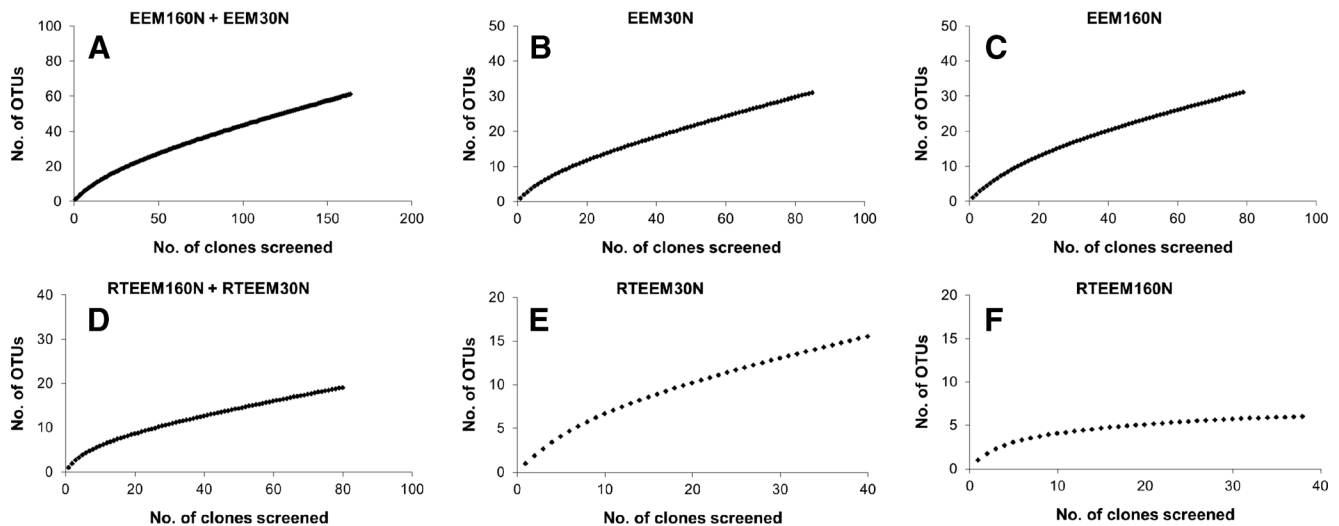 EEM160N + EEM30N
A
No. of OTUs
100
80
60
40
20
0
0 50 100 150 200
No. of clones screened
EEM30N
B
No. of OTUs
50
40
30
20
10
0
0 20 40 60 80 100
No. of clones screened
EEM160N
C
No. of OTUs
50
40
30
20
10
0
0 20 40 60 80 100
No. of clones screened
RTEEM160N + RTEEM30N
D
No. of OTUs
40
30
20
10
0
0 20 40 60 80 100
No. of clones screened
RTEEM30N
E
No. of OTUs
20
15
10
5
0
0 10 20 30 40
No. of clones screened
RTEEM160N
F
No. of OTUs
20
15
10
5
0
0 10 20 30 40
No. of clones screened